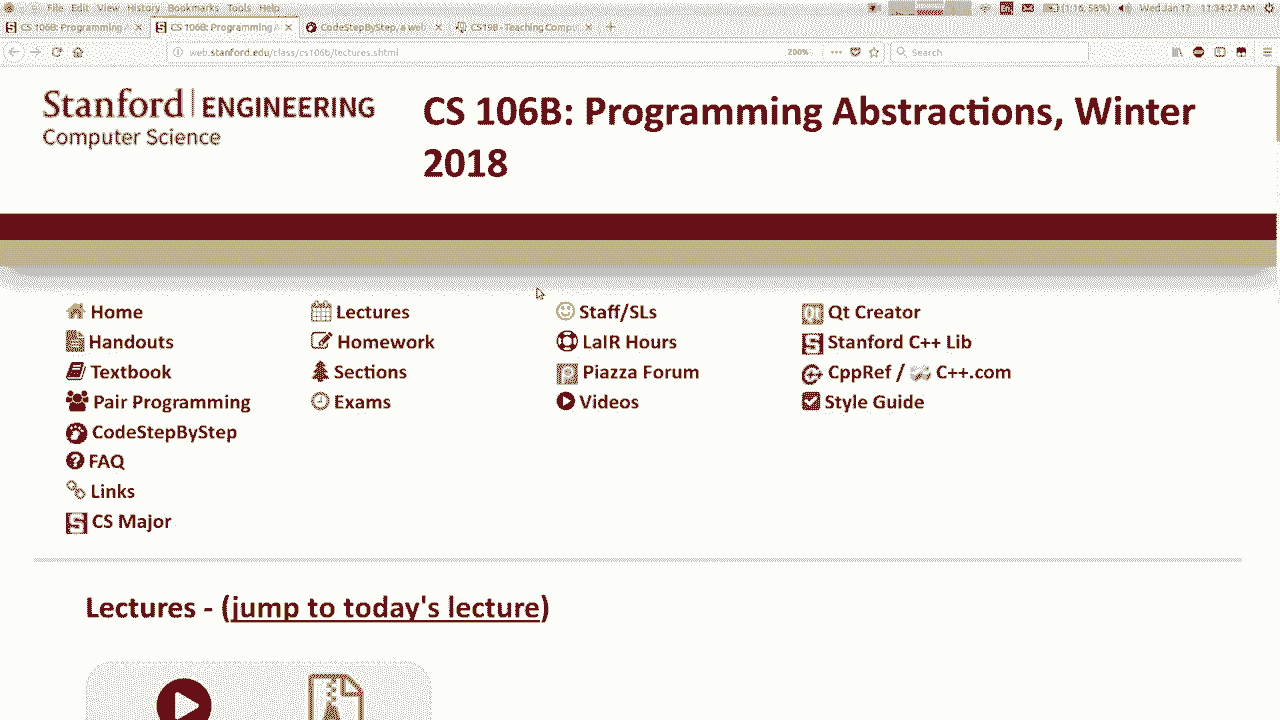 File Edit View History Bookmarks Tools Help
(1:16, 58%) Wed Jan 17 11:34:27 AM
CS 106B: Programming A
CS 106B: Programming A
CodeStepByStep, a web
CS198 - Teaching Comp
web.stanford.edu/class/cs106b/lectures.shtml
200%
Search
Stanford | ENGINEERING
Computer Science
CS 106B: Programming Abstractions, Winter
2018
Home
Lectures
Staff/SLs
Qt Creator
Handouts
Homework
LaIR Hours
Stanford C++ Lib
Textbook
Sections
Piazza Forum
CppRef / C++.com
Pair Programming
Exams
Videos
Style Guide
CodeStepByStep
FAQ
Links
CS Major
Lectures - (jump to today's lecture)